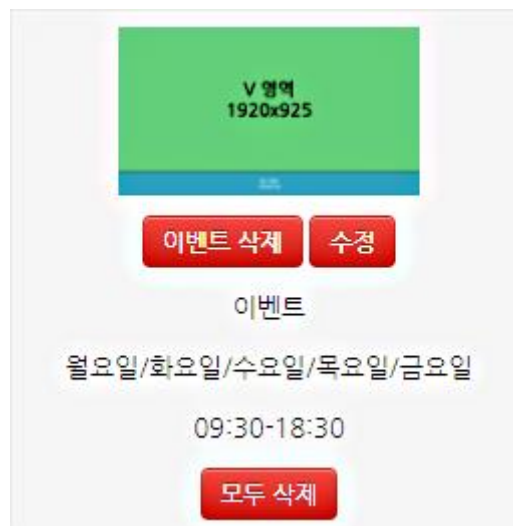 V 영역
1920x925
이벤트 삭제 수정
이벤트
월요일/화요일/수요일/목요일/금요일
09:30-18:30
모두 삭제